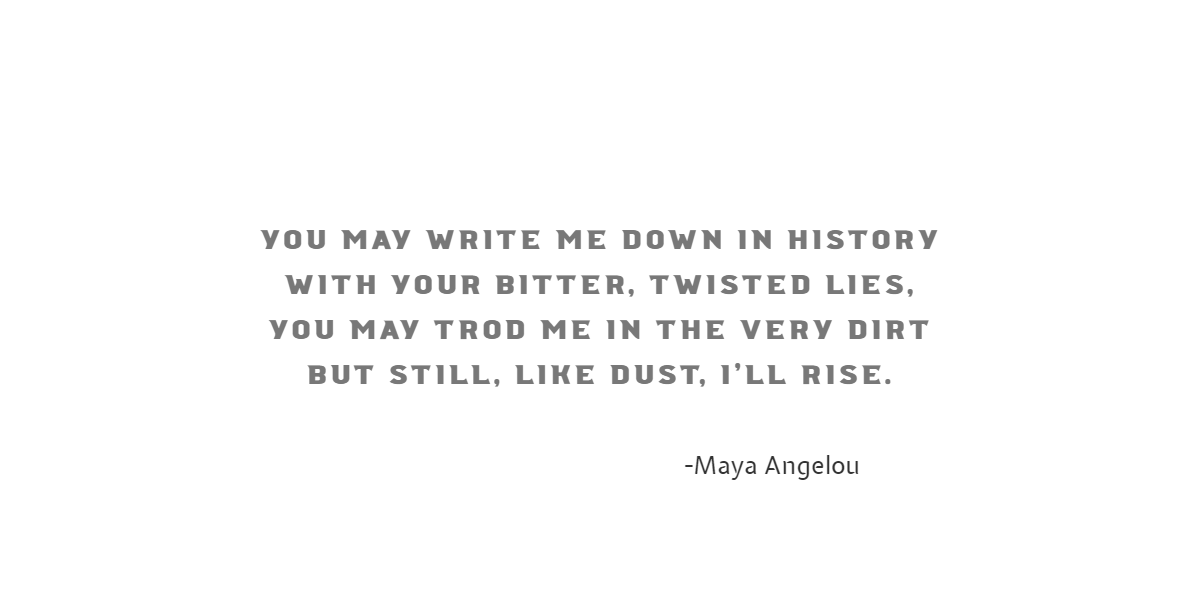 YOU MAY WRITE ME DOWN IN HISTORY
WITH YOUR BITTER, TWISTED LIES,
YOU MAY TROD ME IN THE VERY DIRT
BUT STILL, LIKE DUST, I’LL RISE.
-Maya Angelou